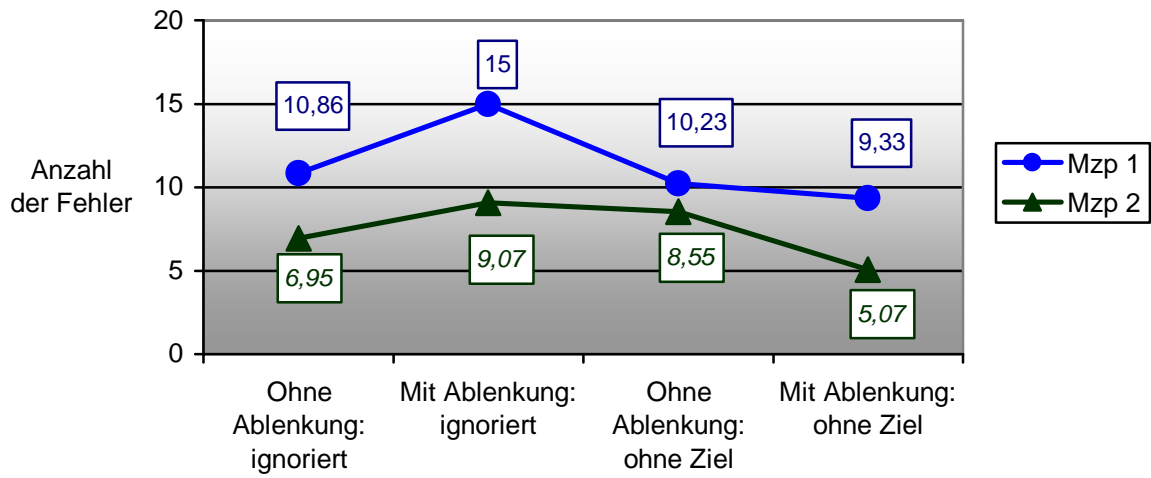 20
15
10
5
0
Anzahl
der Fehler
10,86
15
10,23
9,33
6,95
9,07
8,55
5,07
Ohne
Ablenkung:
ignoriert
Mit Ablenkung:
ignoriert
Ohne
Ablenkung:
ohne Ziel
Mit Ablenkung:
ohne Ziel
Mzp 1
Mzp 2